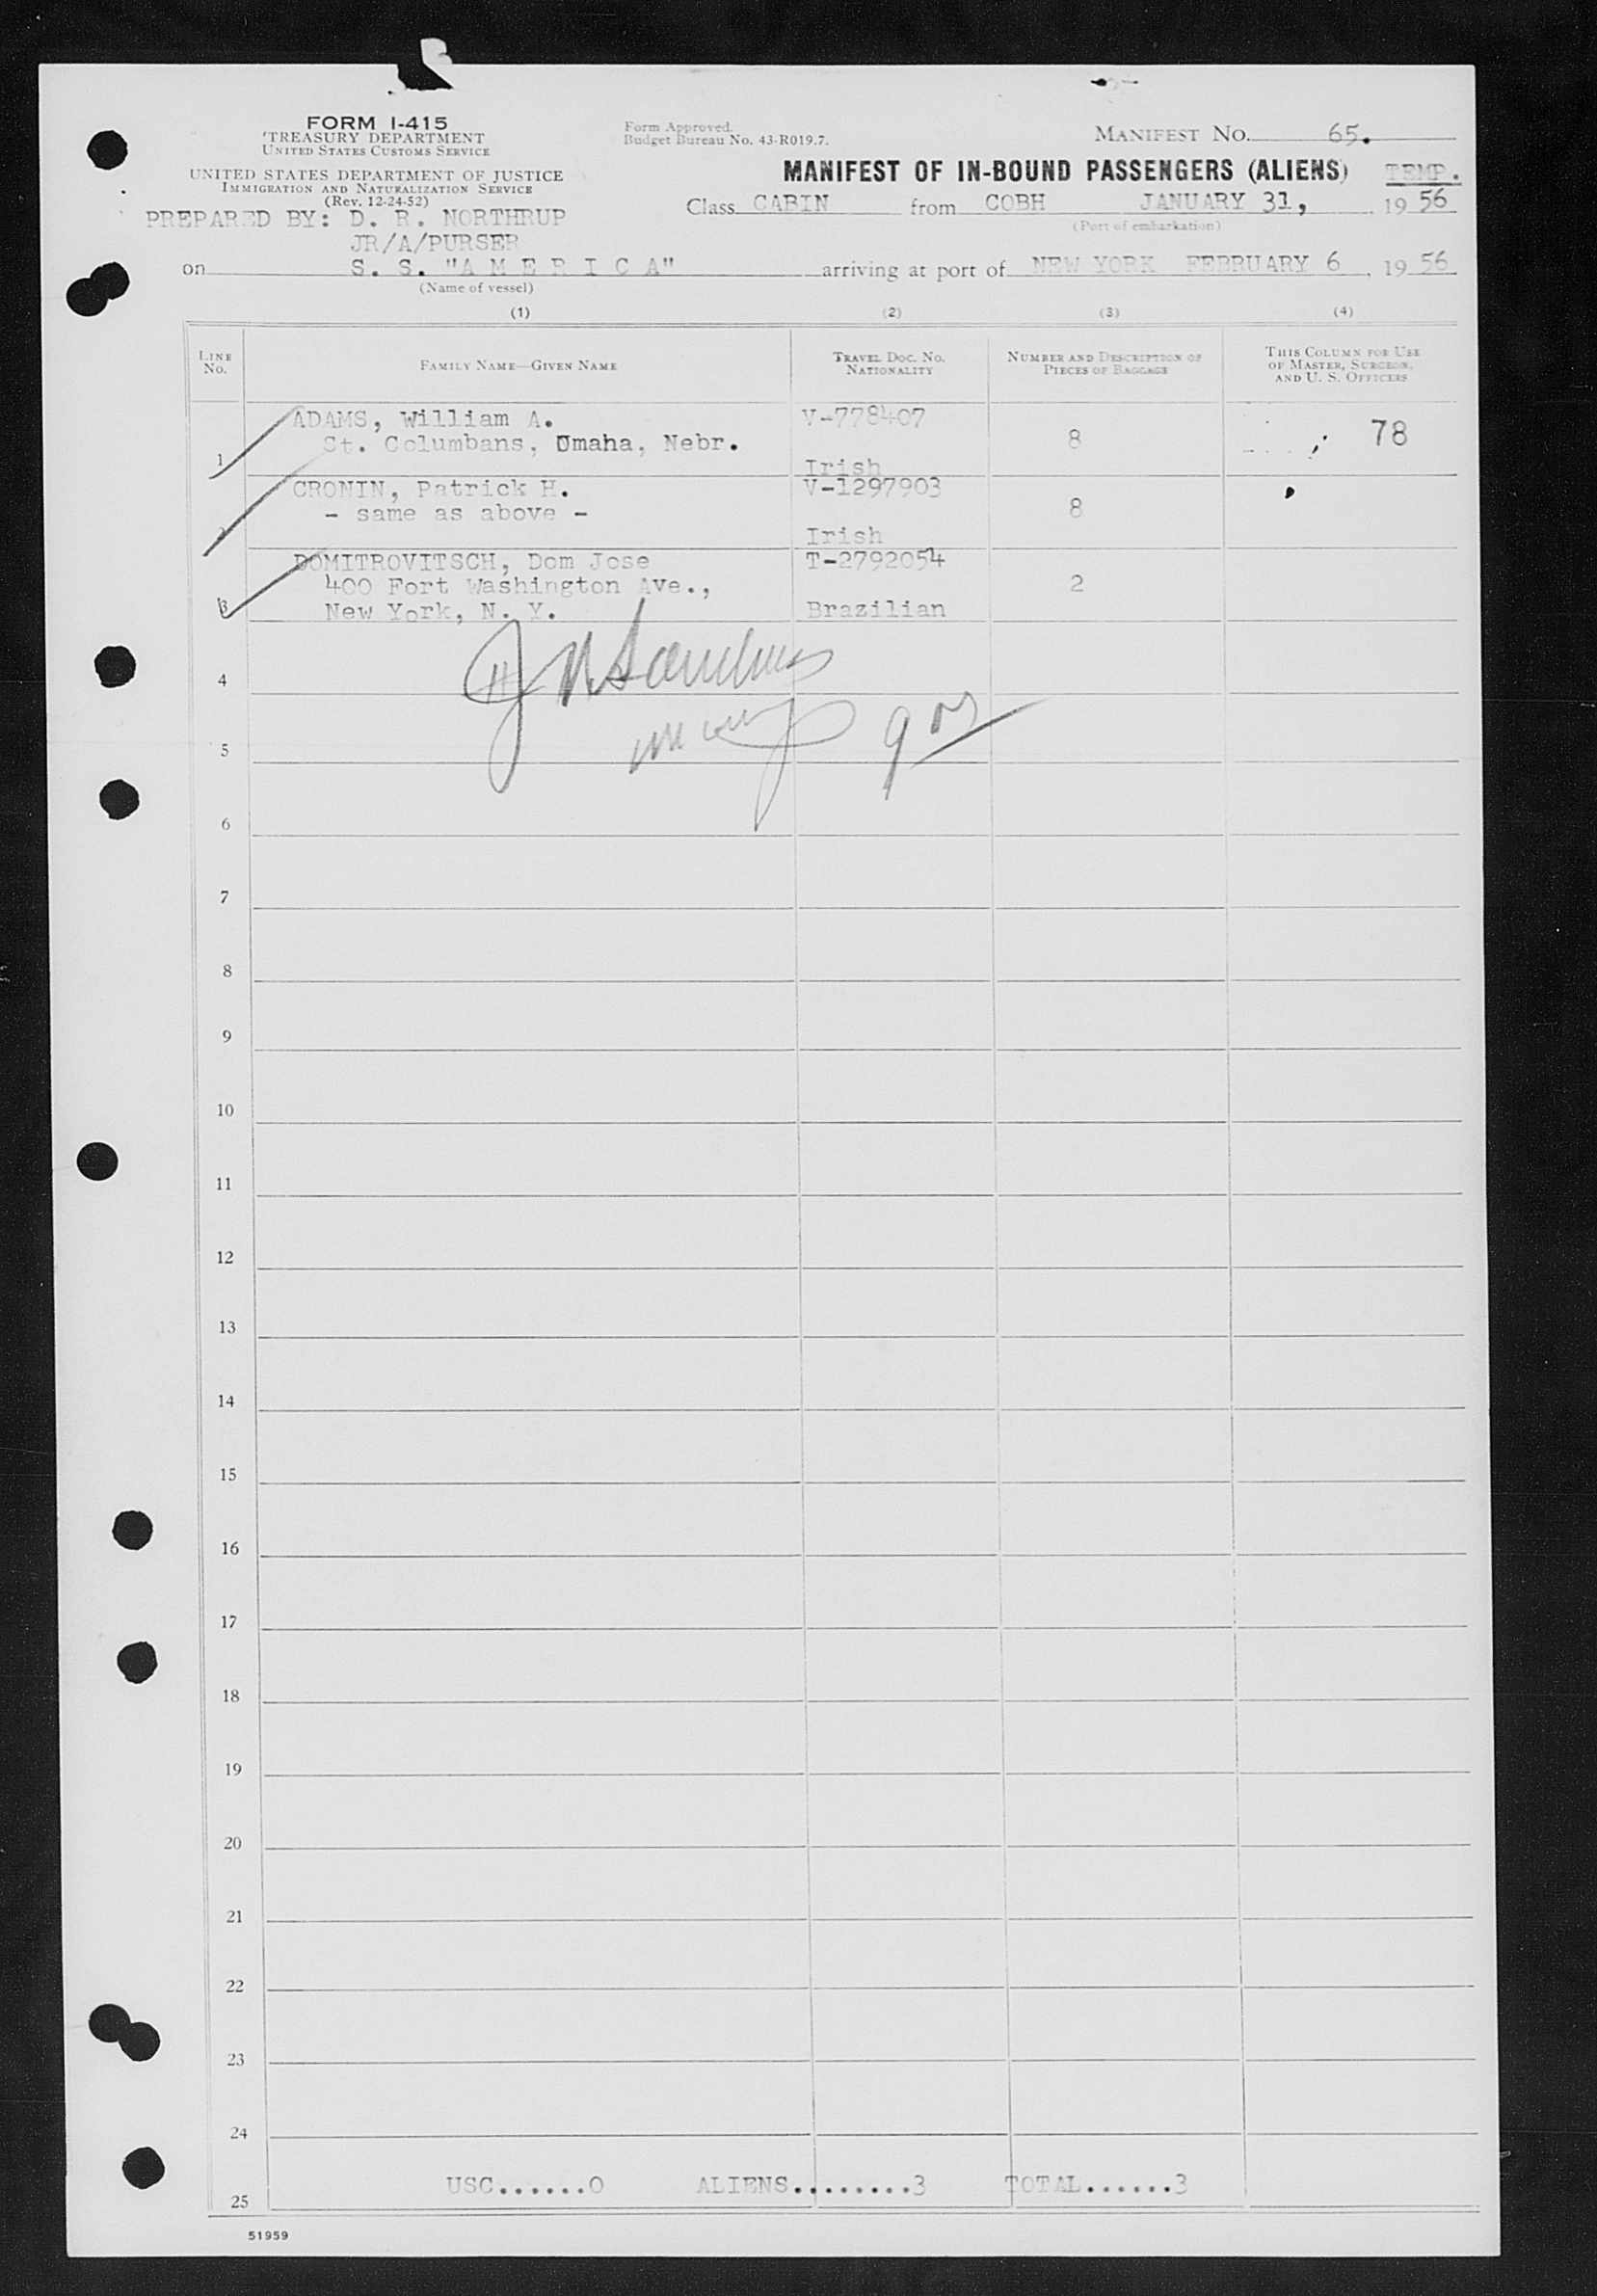 FORM I-415
TREASURY DEPARTMENT
UNITED STATES CUSTOMS SERVICE
UNITED STATES DEPARTMENT OF JUSTICE
IMMIGRATION AND NATURALIZATION SERVICE
(Rev. 12-24-52)
PREPARED BY: D. R. NORTHRUP
JR/A/PURSER
Form Approved.
Budget Bureau No. 43-R019.7.
MANIFEST NO. 65.
MANIFEST OF IN-BOUND PASSENGERS (ALIENS) TEMP.
Class CABIN from COBH JANUARY 31, 1956
(Port of embarkation)
on S. S. "A M E R I C A" arriving at port of NEW YORK FEBRUARY 6, 1956
(Name of vessel)
(1) (2) (3) (4)
LINE NO. FAMILY NAME—GIVEN NAME TRAVEL DOC. NO. NATIONALITY NUMBER AND DESCRIPTION OF PIECES OF BAGGAGE THIS COLUMN FOR USE OF MASTER, SURGEON, AND U. S. OFFICERS
ADAMS, William A. V-778407
1 St. Columbans, Omaha, Nebr. 8 78
Irish
CRONIN, Patrick H. V-1297903
2 - same as above - 8
Irish
DOMITROVITSCH, Dom Jose T-2792054
400 Fort Washington Ave., 2
3 New York, N. Y. Brazilian
4
5
6
7
8
9
10
11
12
13
14
15
16
17
18
19
20
21
22
23
24
USC......0 ALIENS........3 TOTAL......3
25
51959